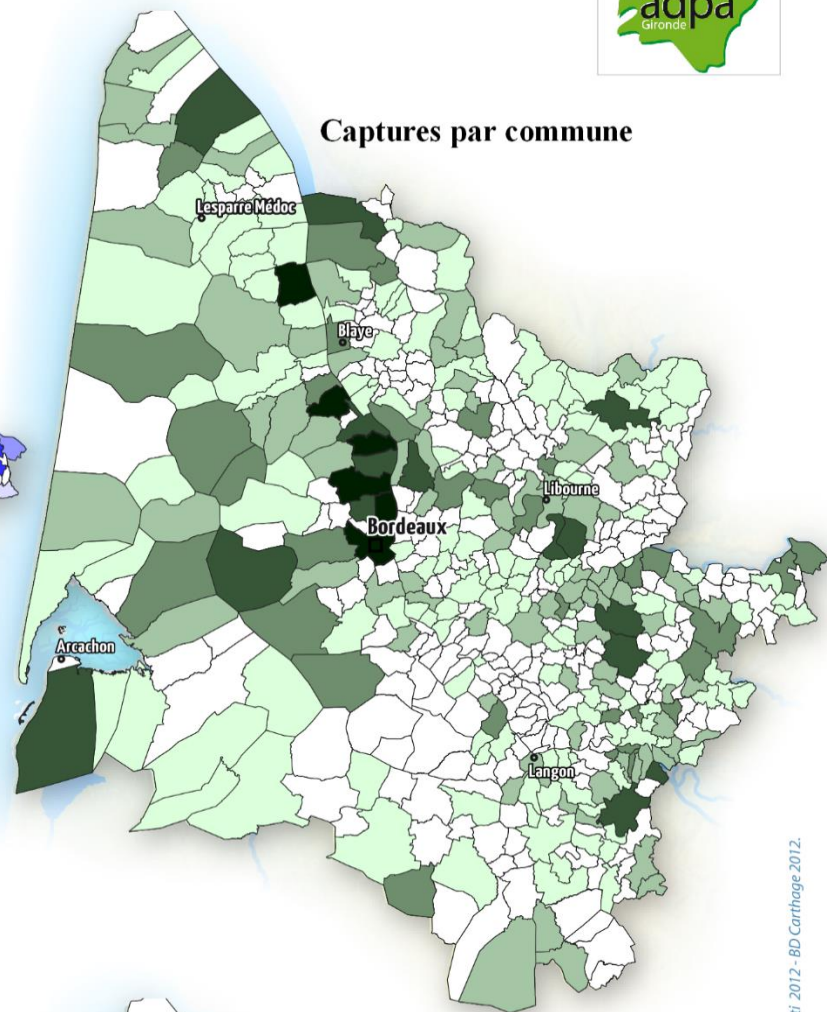 adpa
Gironde
Captures par commune
Lesparre Médoc
Blaye
Libourne
Bordeaux
Arcachon
Langon
2012 - BD Carthage 2012.